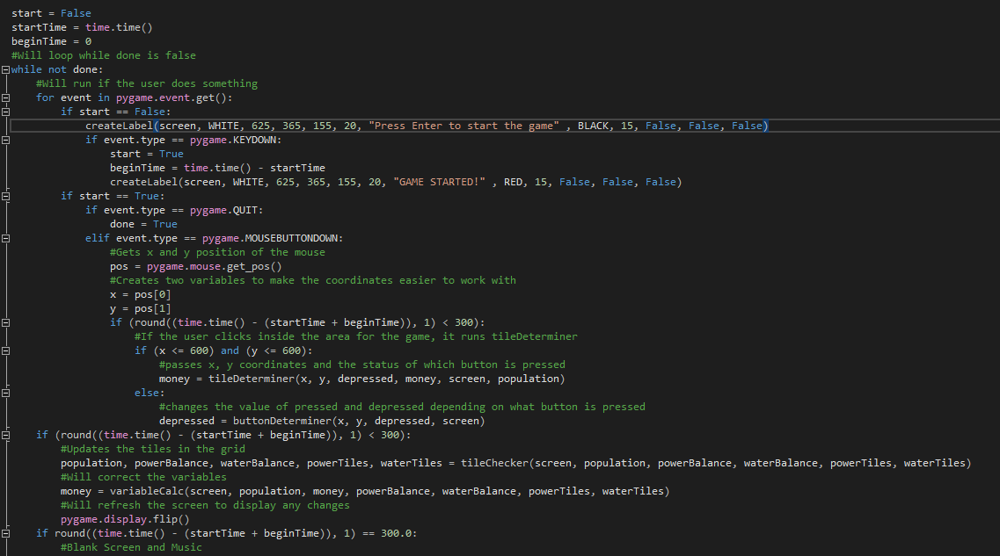 start = False
startTime = time.time()
beginTime = 0
#Will loop while done is false
while not done:
    #Will run if the user does something
    for event in pygame.event.get():
        if start == False:
            createLabel(screen, WHITE, 625, 365, 155, 20, "Press Enter to start the game" , BLACK, 15, False, False, False)
            if event.type == pygame.KEYDOWN:
                start = True
                beginTime = time.time() - startTime
                createLabel(screen, WHITE, 625, 365, 155, 20, "GAME STARTED!" , RED, 15, False, False, False)
        if start == True:
            if event.type == pygame.QUIT:
                done = True
            elif event.type == pygame.MOUSEBUTTONDOWN:
                #Gets x and y position of the mouse
                pos = pygame.mouse.get_pos()
                #Creates two variables to make the coordinates easier to work with
                x = pos[0]
                y = pos[1]
                if (round((time.time() - (startTime + beginTime)), 1) < 300):
                    #If the user clicks inside the area for the game, it runs tileDeterminer
                    if (x <= 600) and (y <= 600):
                        #passes x, y coordinates and the status of which button is pressed
                        money = tileDeterminer(x, y, depressed, money, screen, population)
                    else:
                        #changes the value of pressed and depressed depending on what button is pressed
                        depressed = buttonDeterminer(x, y, depressed, screen)
    if (round((time.time() - (startTime + beginTime)), 1) < 300):
        #Updates the tiles in the grid
        population, powerBalance, waterBalance, powerTiles, waterTiles = tileChecker(screen, population, powerBalance, waterBalance, powerTiles, waterTiles)
        #Will correct the variables
        money = variableCalc(screen, population, money, powerBalance, waterBalance, powerTiles, waterTiles)
        #Will refresh the screen to display any changes
        pygame.display.flip()
    if round((time.time() - (startTime + beginTime)), 1) == 300.0:
        #Blank Screen and Music